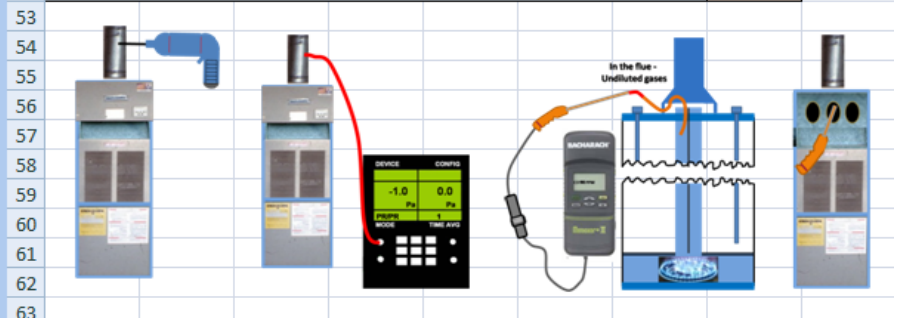 53
54
55
56
57
58
59
60
61
62
63
In the flue -
Undiluted gases
BACHARACH
DEVICE CONFIG
-1.0 0.0
Pa Pa
PR/PR 1
MODE TIME AVG